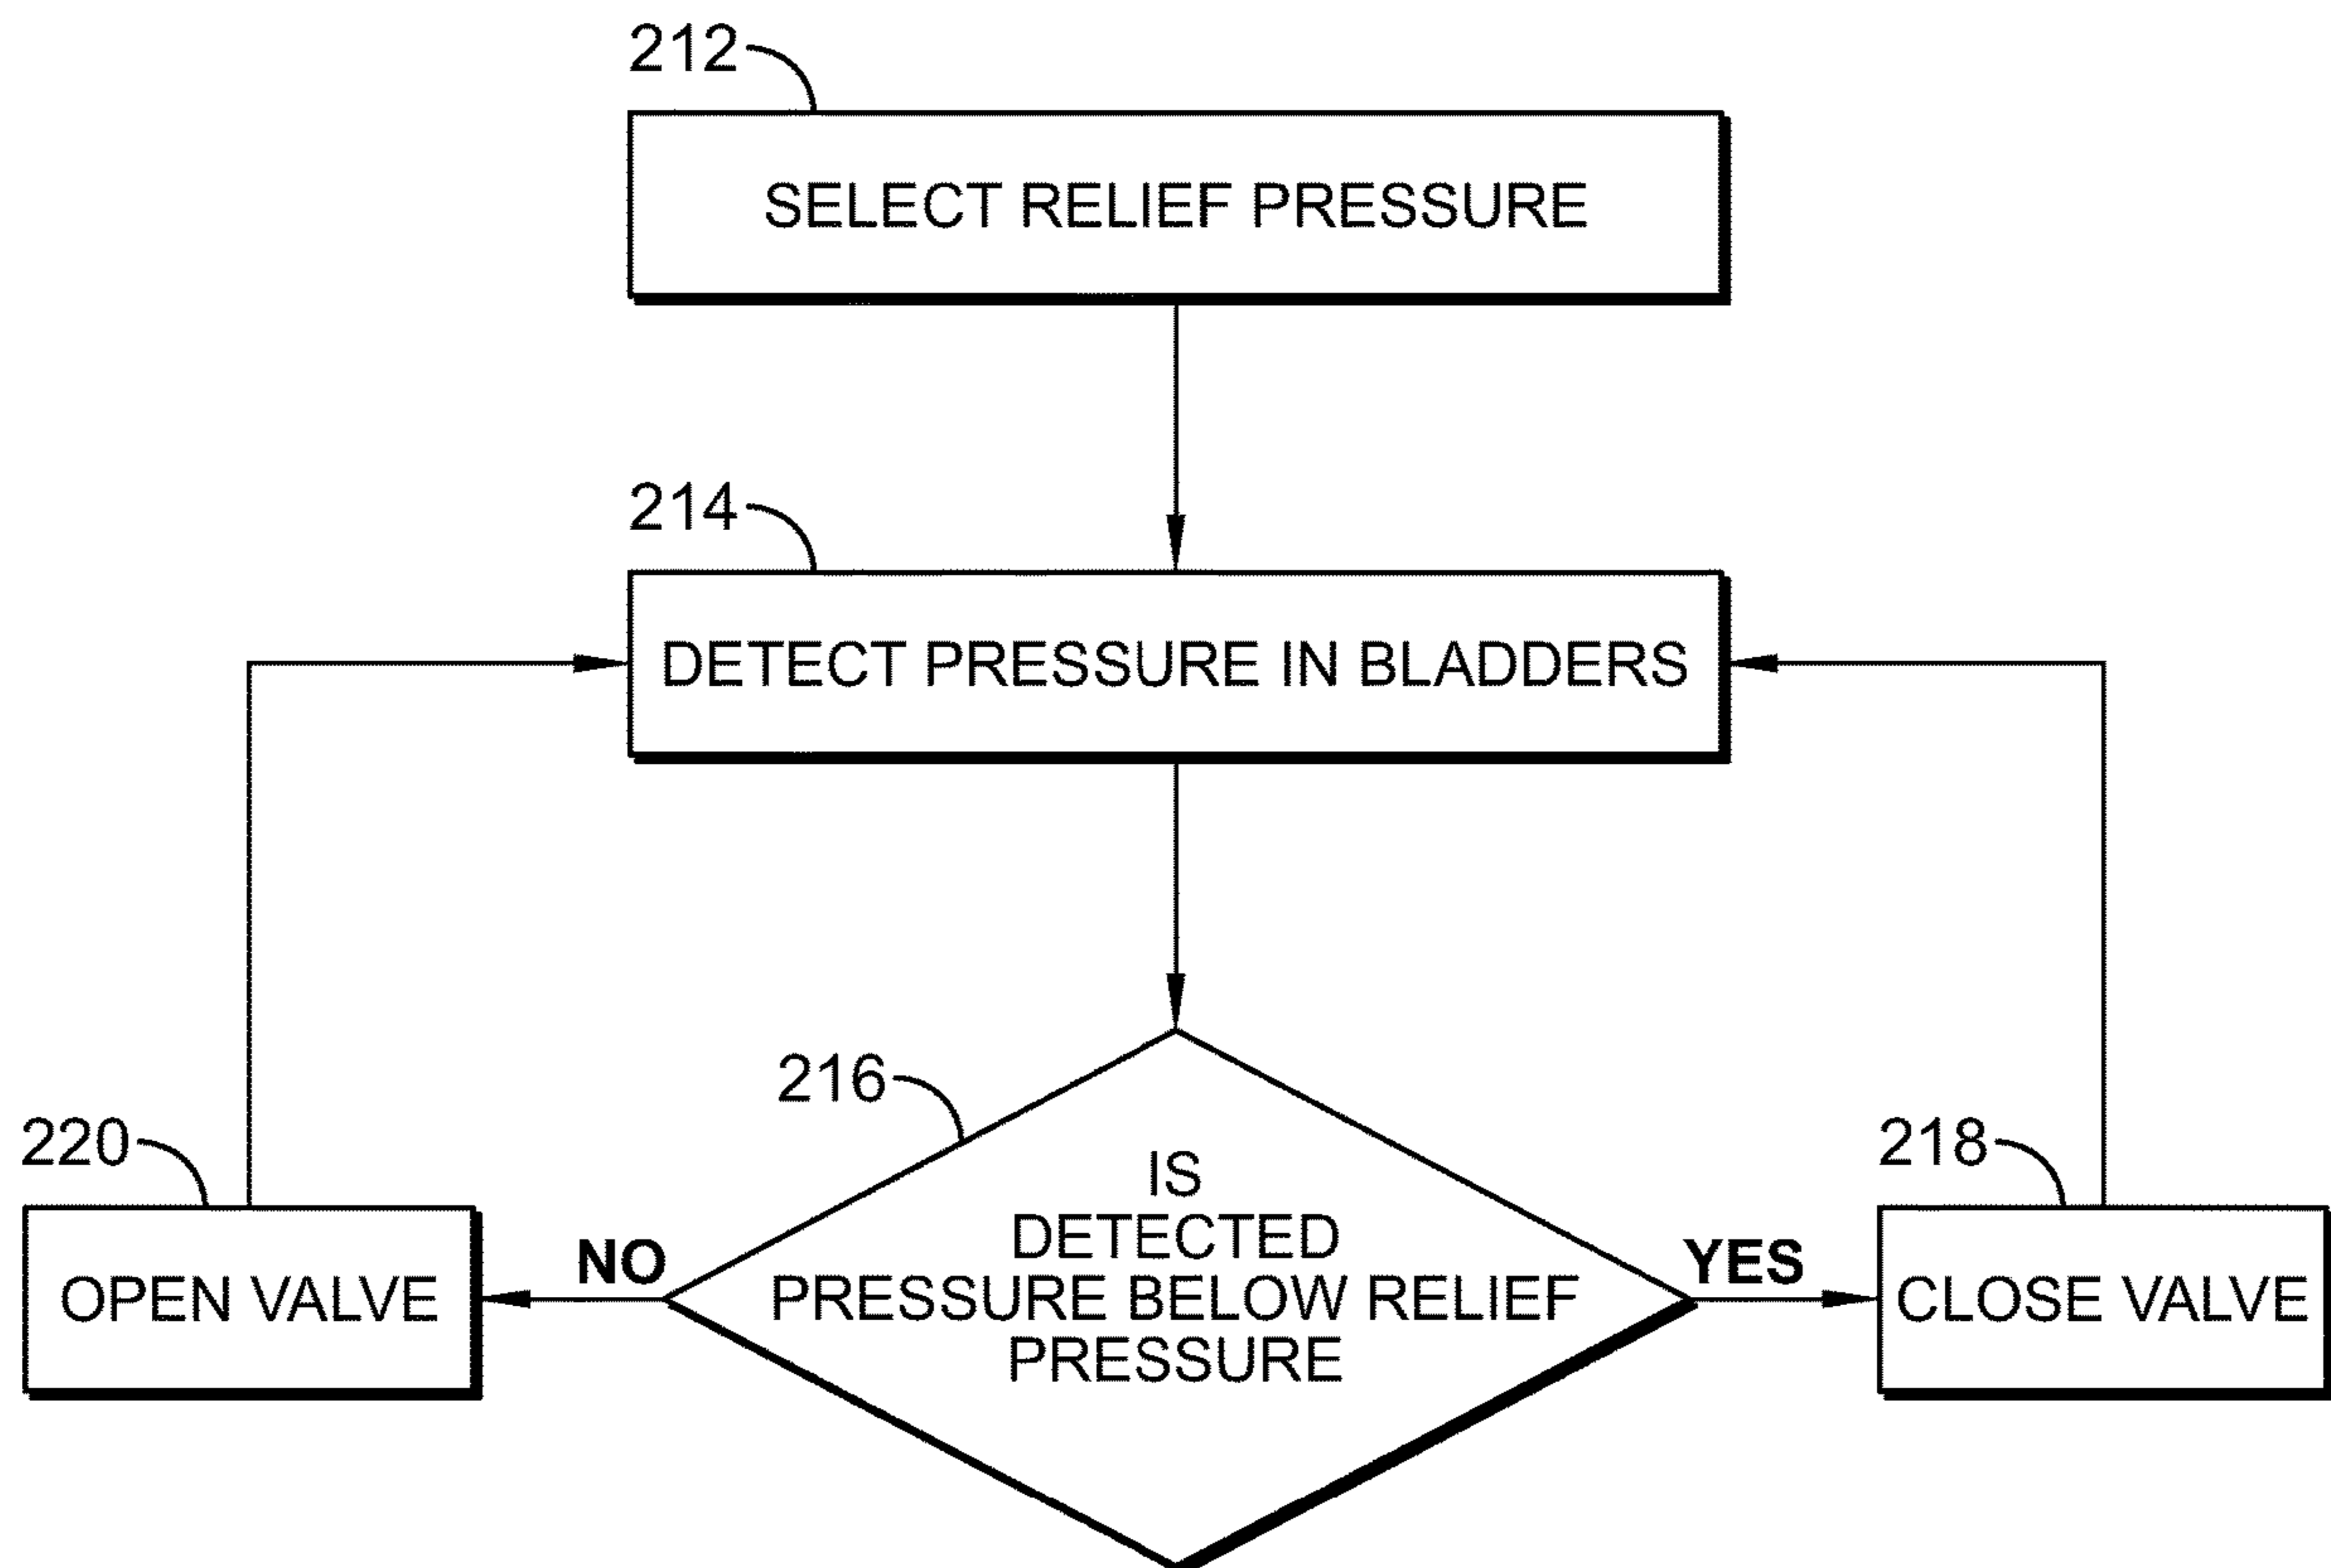 212
SELECT RELIEF PRESSURE
214
DETECT PRESSURE IN BLADDERS
216
IS
DETECTED
PRESSURE BELOW RELIEF
PRESSURE
NO
YES
220
OPEN VALVE
218
CLOSE VALVE